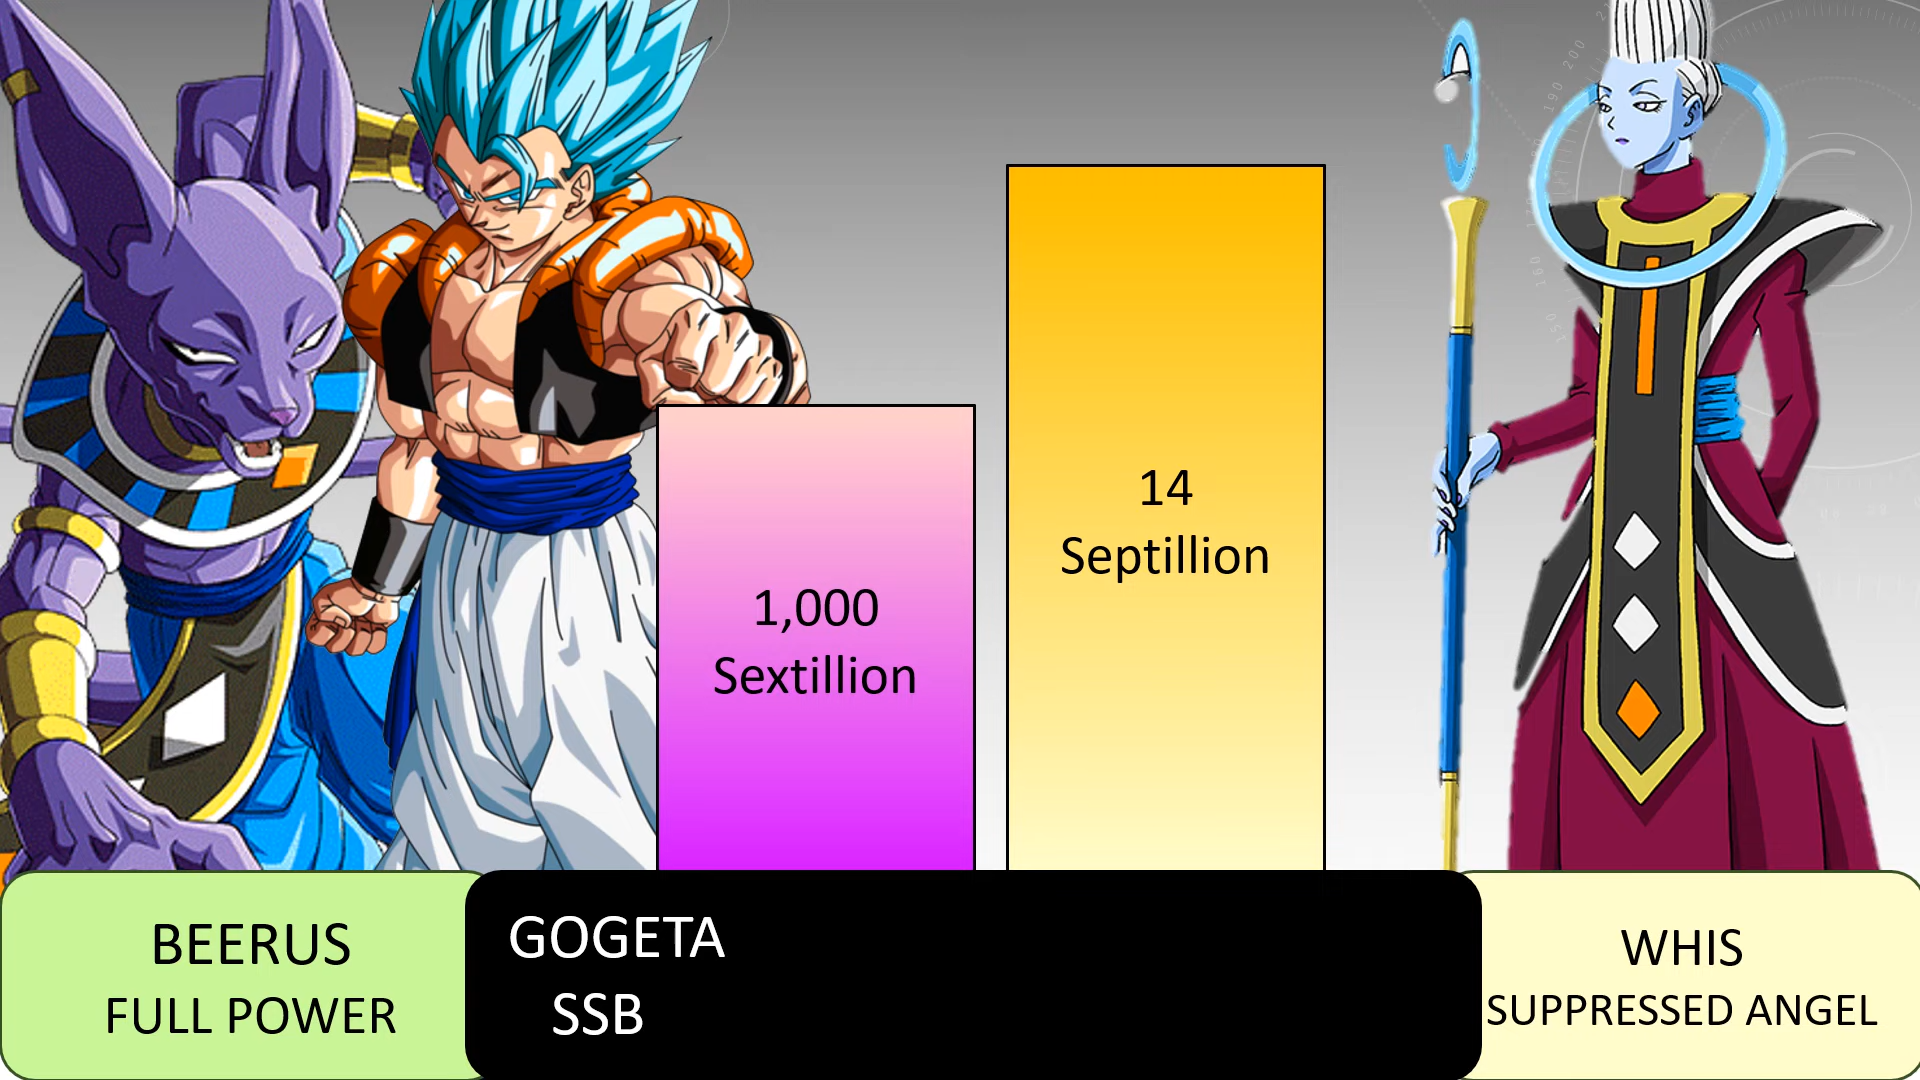 1,000
Sextillion
14
Septillion
BEERUS
FULL POWER
GOGETA
SSB
WHIS
SUPPRESSED ANGEL